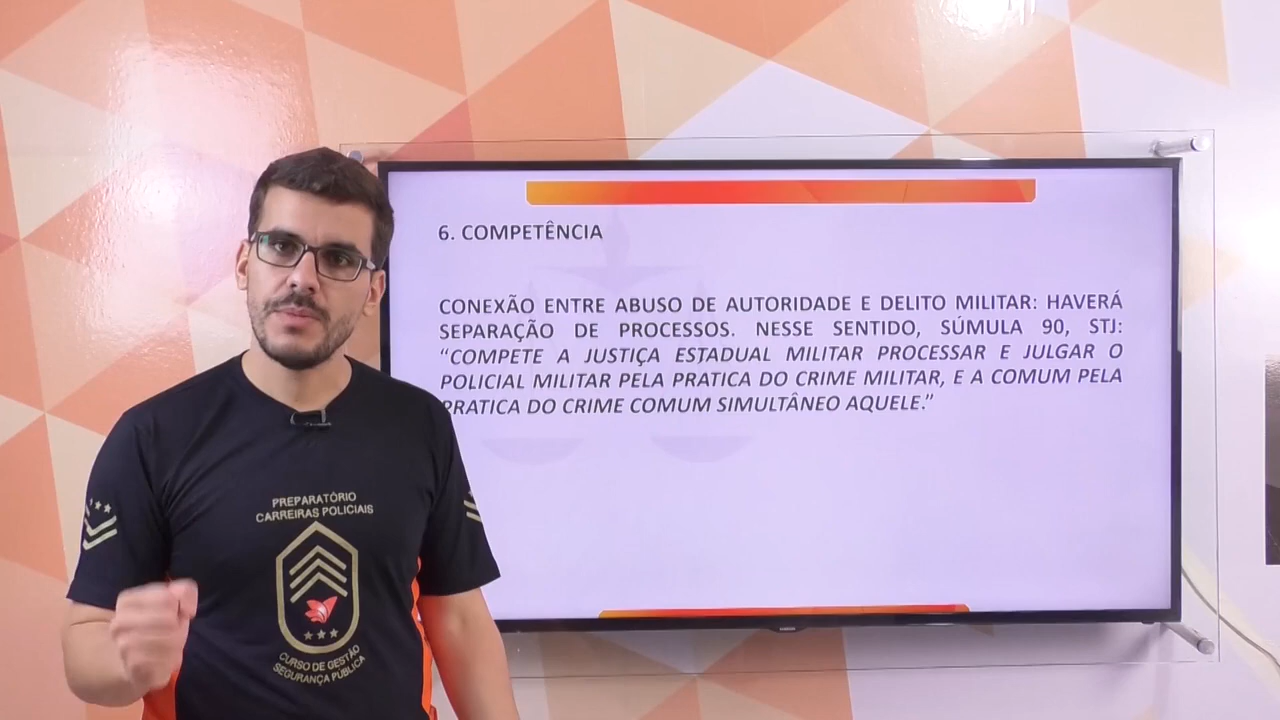 6. COMPETÊNCIA
CONEXÃO ENTRE ABUSO DE AUTORIDADE E DELITO MILITAR: HAVERÁ
SEPARAÇÃO DE PROCESSOS. NESSE SENTIDO, SÚMULA 90, STJ:
“COMPETE A JUSTIÇA ESTADUAL MILITAR PROCESSAR E JULGAR O
POLICIAL MILITAR PELA PRATICA DO CRIME MILITAR, E A COMUM PELA
PRATICA DO CRIME COMUM SIMULTÂNEO AQUELE.”
PREPARATÓRIO
CARREIRAS POLICIAIS
CURSO DE GESTÃO
SEGURANÇA PÚBLICA